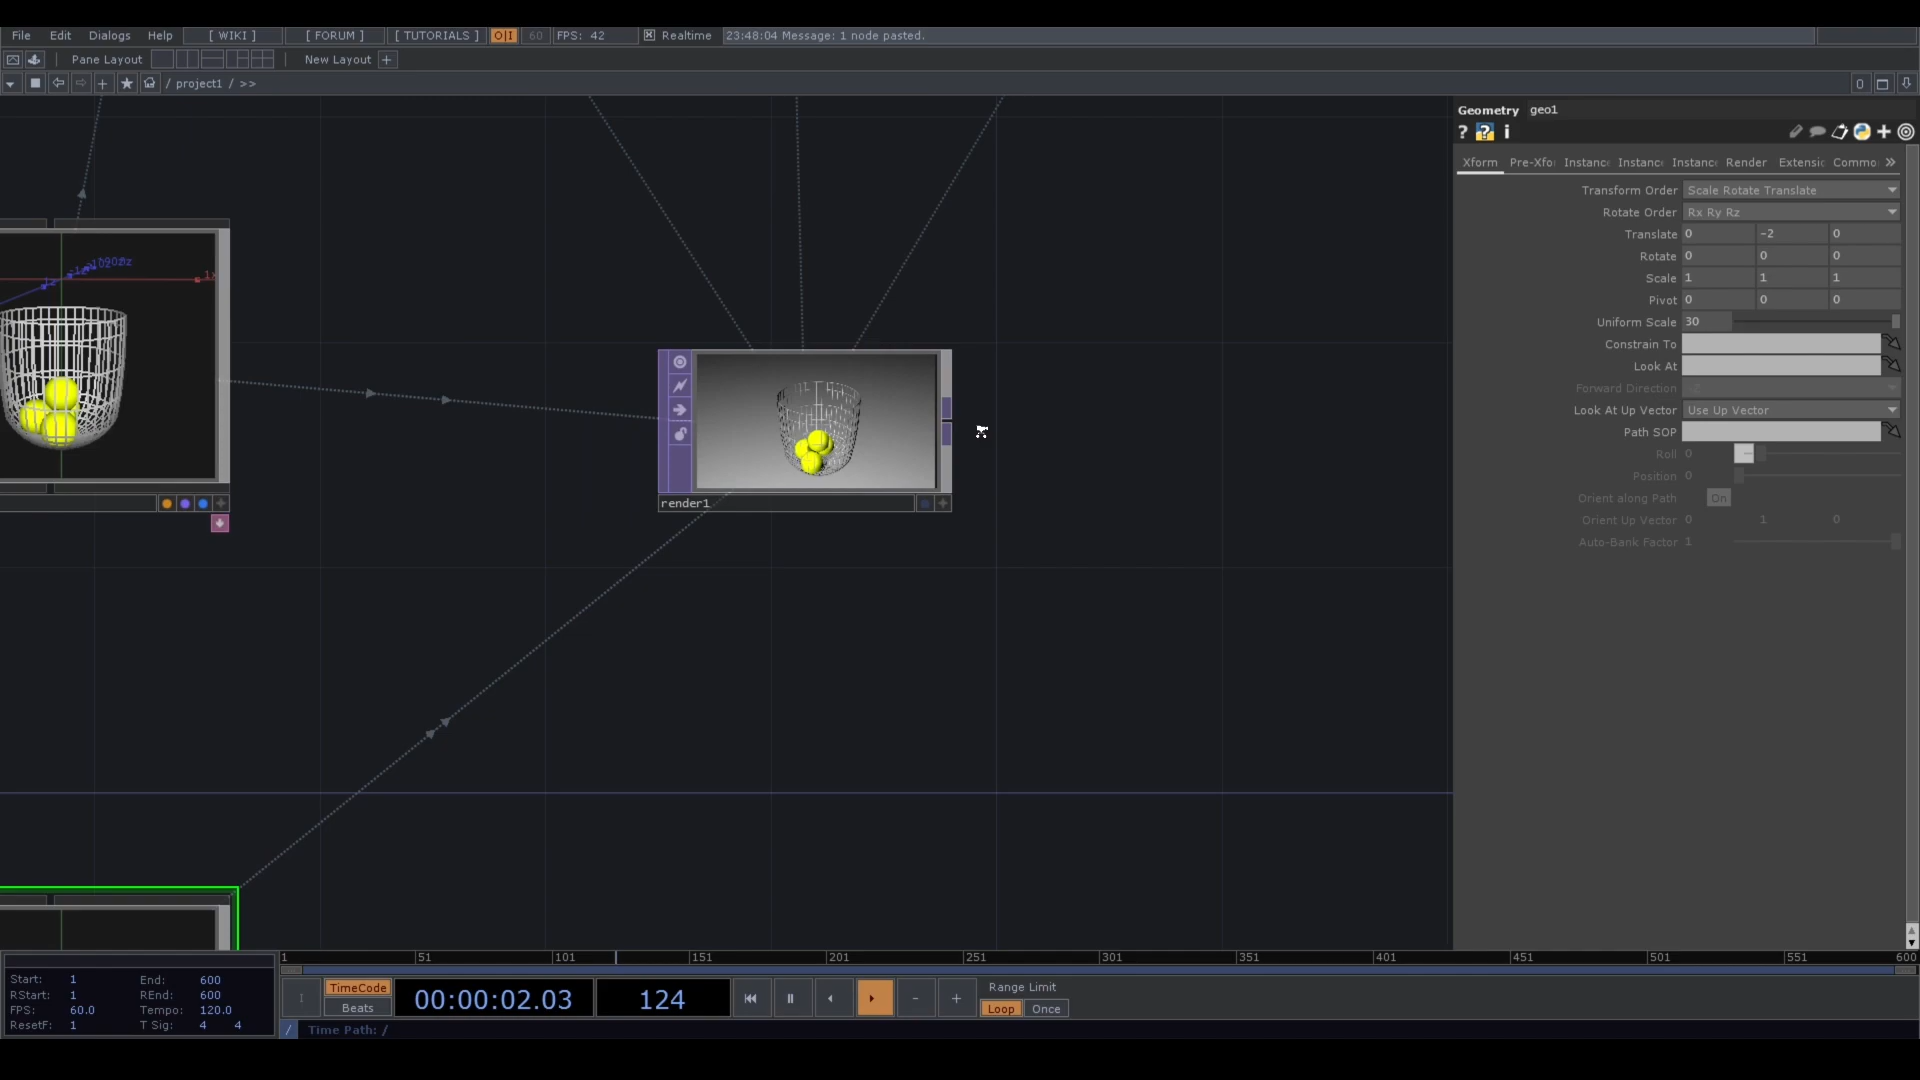 File Edit Dialogs Help [ WIKI ] [ FORUM ] [ TUTORIALS ] O|I 60 FPS: 42 Realtime 23:48:04 Message: 1 node pasted.
Pane Layout New Layout +
/ project1 / >> 0
Geometry geo1
? ? i
Xform Pre-Xfo Instanc Instanc Instanc Render Extensi Commo
Transform Order Scale Rotate Translate
Rotate Order Rx Ry Rz
Translate 0 -2 0
Rotate 0 0 0
Scale 1 1 1
Pivot 0 0 0
Uniform Scale 30
Constrain To
Look At
Forward Direction
Look At Up Vector Use Up Vector
Path SOP
Roll 0
Position 0
Orient along Path On
Orient Up Vector 0 1 0
Auto-Bank Factor 1
render1
1 51 101 151 201 251 301 351 401 451 501 551 600
Start: 1 End: 600
RStart: 1 REnd: 600
FPS: 60.0 Tempo: 120.0
ResetF: 1 T Sig: 4 4
TimeCode
Beats
00:00:02.03 124
- +
Range Limit
Loop Once
/ Time Path: /